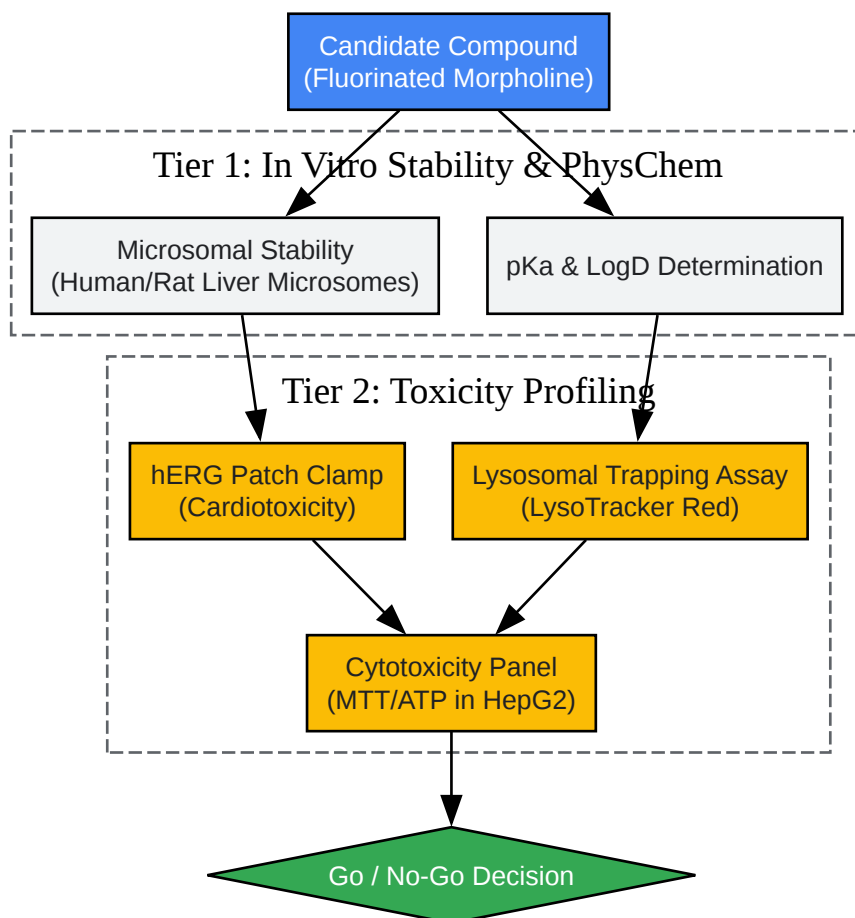 Candidate Compound
(Fluorinated Morpholine)
Tier 1: In Vitro Stability & PhysChem
Microsomal Stability
(Human/Rat Liver Microsomes)
pKa & LogD Determination
Tier 2: Toxicity Profiling
hERG Patch Clamp
(Cardiotoxicity)
Lysosomal Trapping Assay
(LysoTracker Red)
Cytotoxicity Panel
(MTT/ATP in HepG2)
Go / No-Go Decision